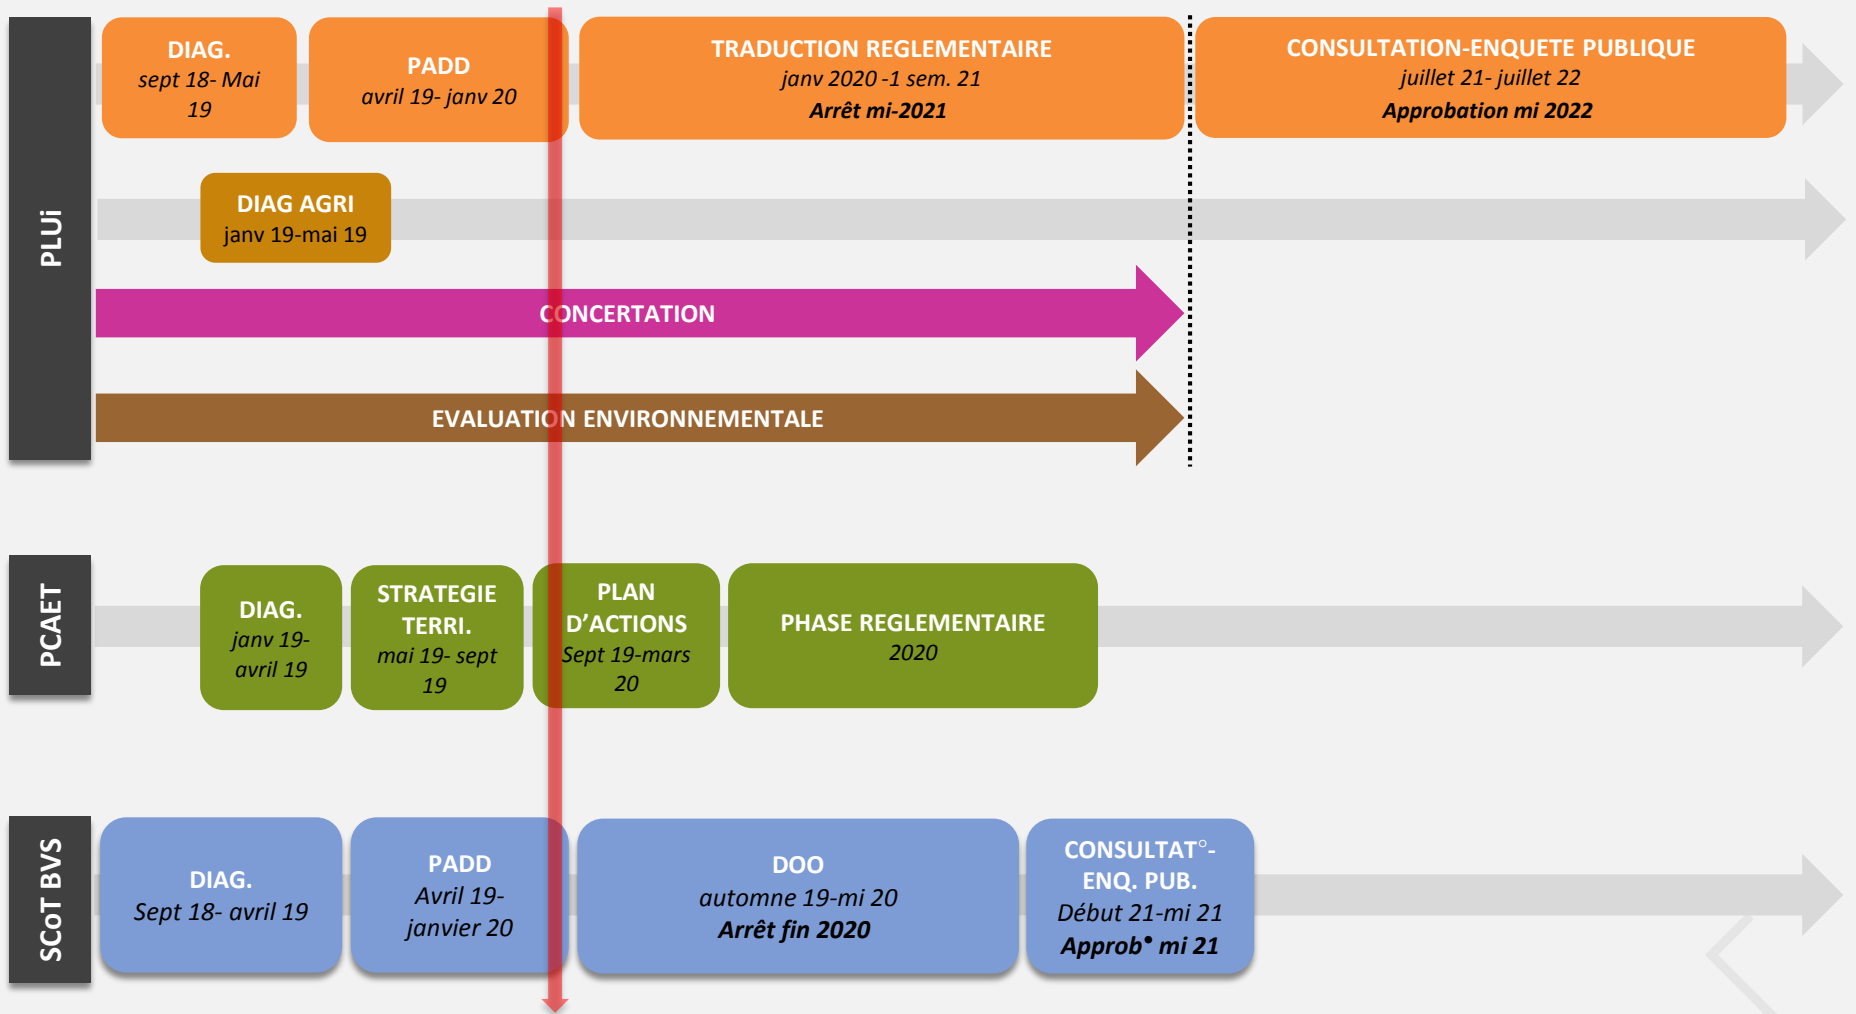 PLUi
DIAG.
sept 18- Mai
19
PADD
avril 19- janv 20
TRADUCTION REGLEMENTAIRE
janv 2020 -1 sem. 21
Arrêt mi-2021
CONSULTATION-ENQUETE PUBLIQUE
juillet 21- juillet 22
Approbation mi 2022
DIAG AGRI
janv 19-mai 19
CONCERTATION
EVALUATION ENVIRONNEMENTALE
PCAET
DIAG.
janv 19-
avril 19
STRATEGIE
TERRI.
mai 19- sept
19
PLAN
D’ACTIONS
Sept 19-mars
20
PHASE REGLEMENTAIRE
2020
SCoT BVS
DIAG.
Sept 18- avril 19
PADD
Avril 19-
janvier 20
DOO
automne 19-mi 20
Arrêt fin 2020
CONSULTAT°-
ENQ. PUB.
Début 21-mi 21
Approb° mi 21